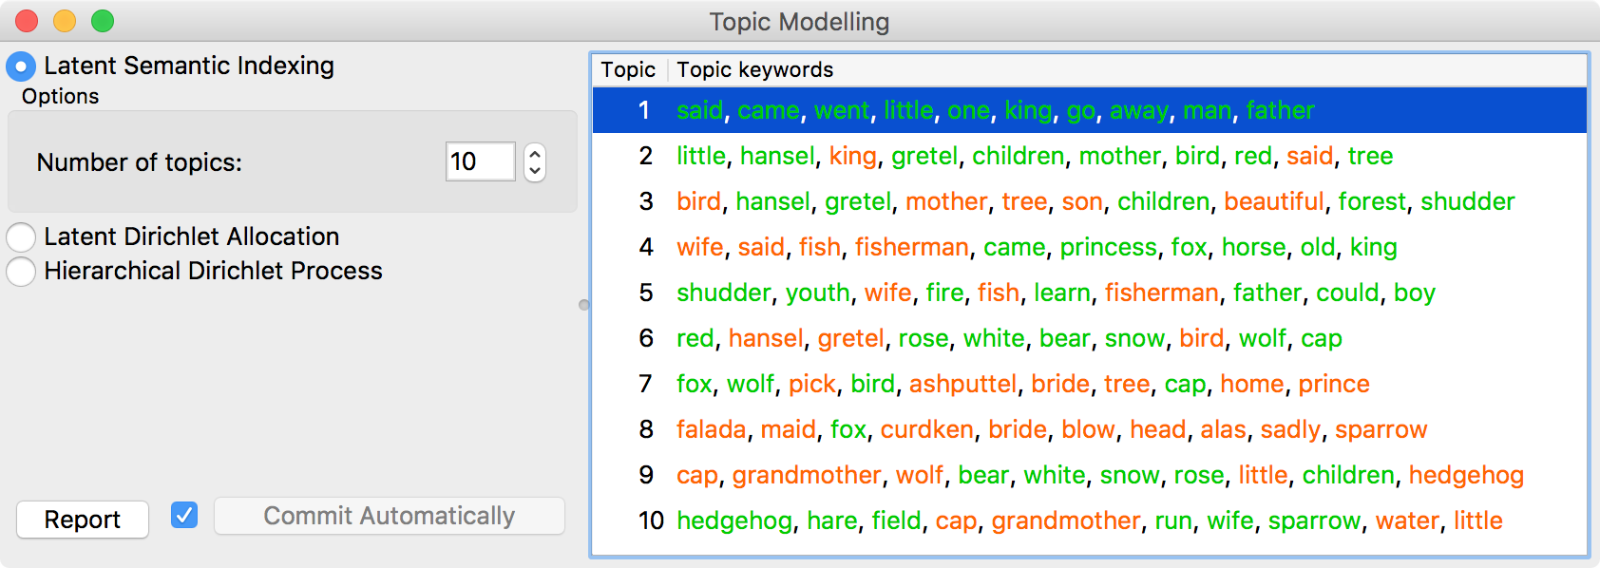 Topic Modelling
Latent Semantic Indexing
Options
Number of topics: 10
Latent Dirichlet Allocation
Hierarchical Dirichlet Process
Report
Commit Automatically
Topic Topic keywords
1 said, came, went, little, one, king, go, away, man, father
2 little, hansel, king, gretel, children, mother, bird, red, said, tree
3 bird, hansel, gretel, mother, tree, son, children, beautiful, forest, shudder
4 wife, said, fish, fisherman, came, princess, fox, horse, old, king
5 shudder, youth, wife, fire, fish, learn, fisherman, father, could, boy
6 red, hansel, gretel, rose, white, bear, snow, bird, wolf, cap
7 fox, wolf, pick, bird, ashputtel, bride, tree, cap, home, prince
8 falada, maid, fox, curdken, bride, blow, head, alas, sadly, sparrow
9 cap, grandmother, wolf, bear, white, snow, rose, little, children, hedgehog
10 hedgehog, hare, field, cap, grandmother, run, wife, sparrow, water, little